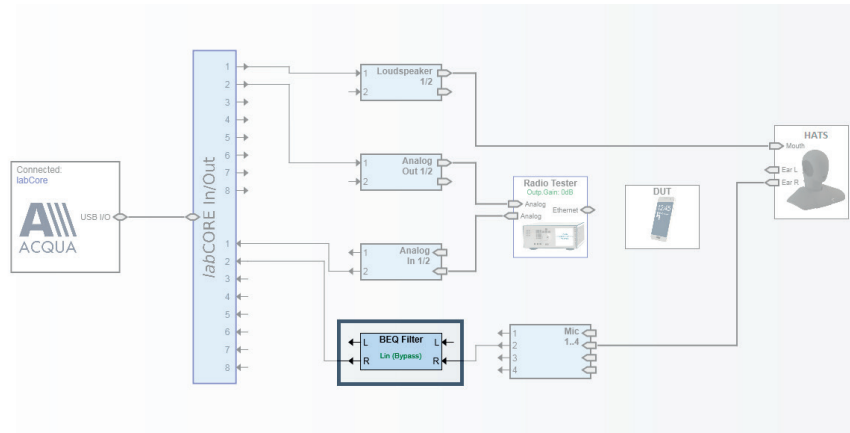 Connected:
labCore
USB I/O
ACQUA
labCORE In/Out
1
2
3
4
5
6
7
8
1
2
3
4
5
6
7
8
Loudspeaker
1/2
1
2
Analog
Out 1/2
1
2
Analog
In 1/2
1
2
BEQ Filter
L L
Lin (Bypass)
R R
Mic
1..4
1
2
3
4
Radio Tester
Outp Gain: 0dB
Analog
Ethernet
Analog
DUT
12:45
HATS
Mouth
Ear L
Ear R